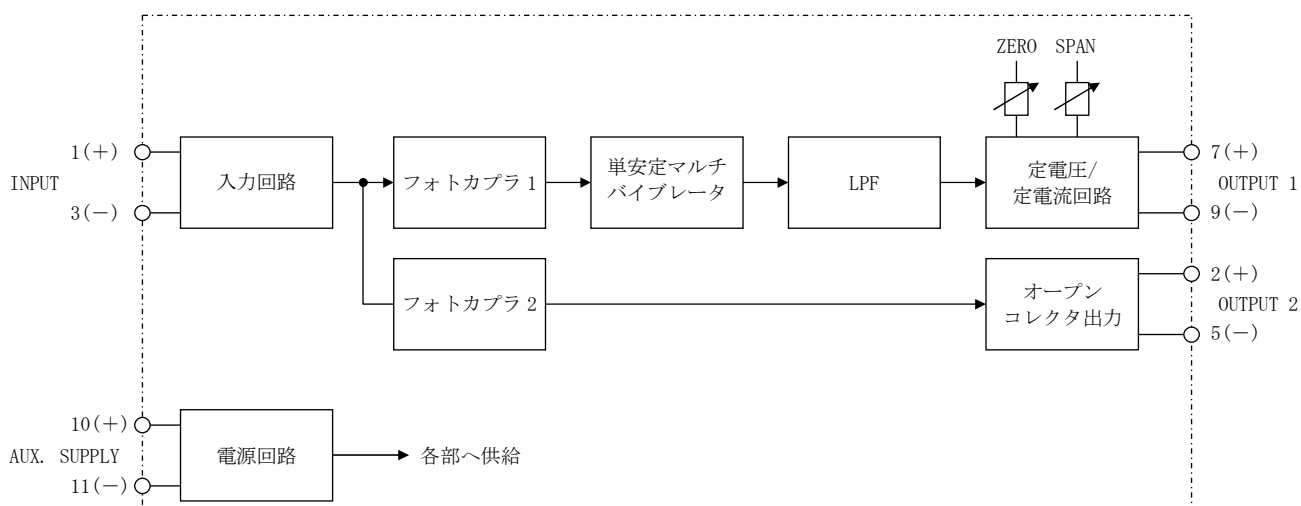 ZERO SPAN
1(+)
INPUT
3(-)
入力回路
フォトカプラ1
単安定マルチ
バイブレータ
LPF
定電圧/
定電流回路
7(+)
OUTPUT 1
9(-)
フォトカプラ2
オープン
コレクタ出力
2(+)
OUTPUT 2
5(-)
10(+)
AUX. SUPPLY
11(-)
電源回路
各部へ供給